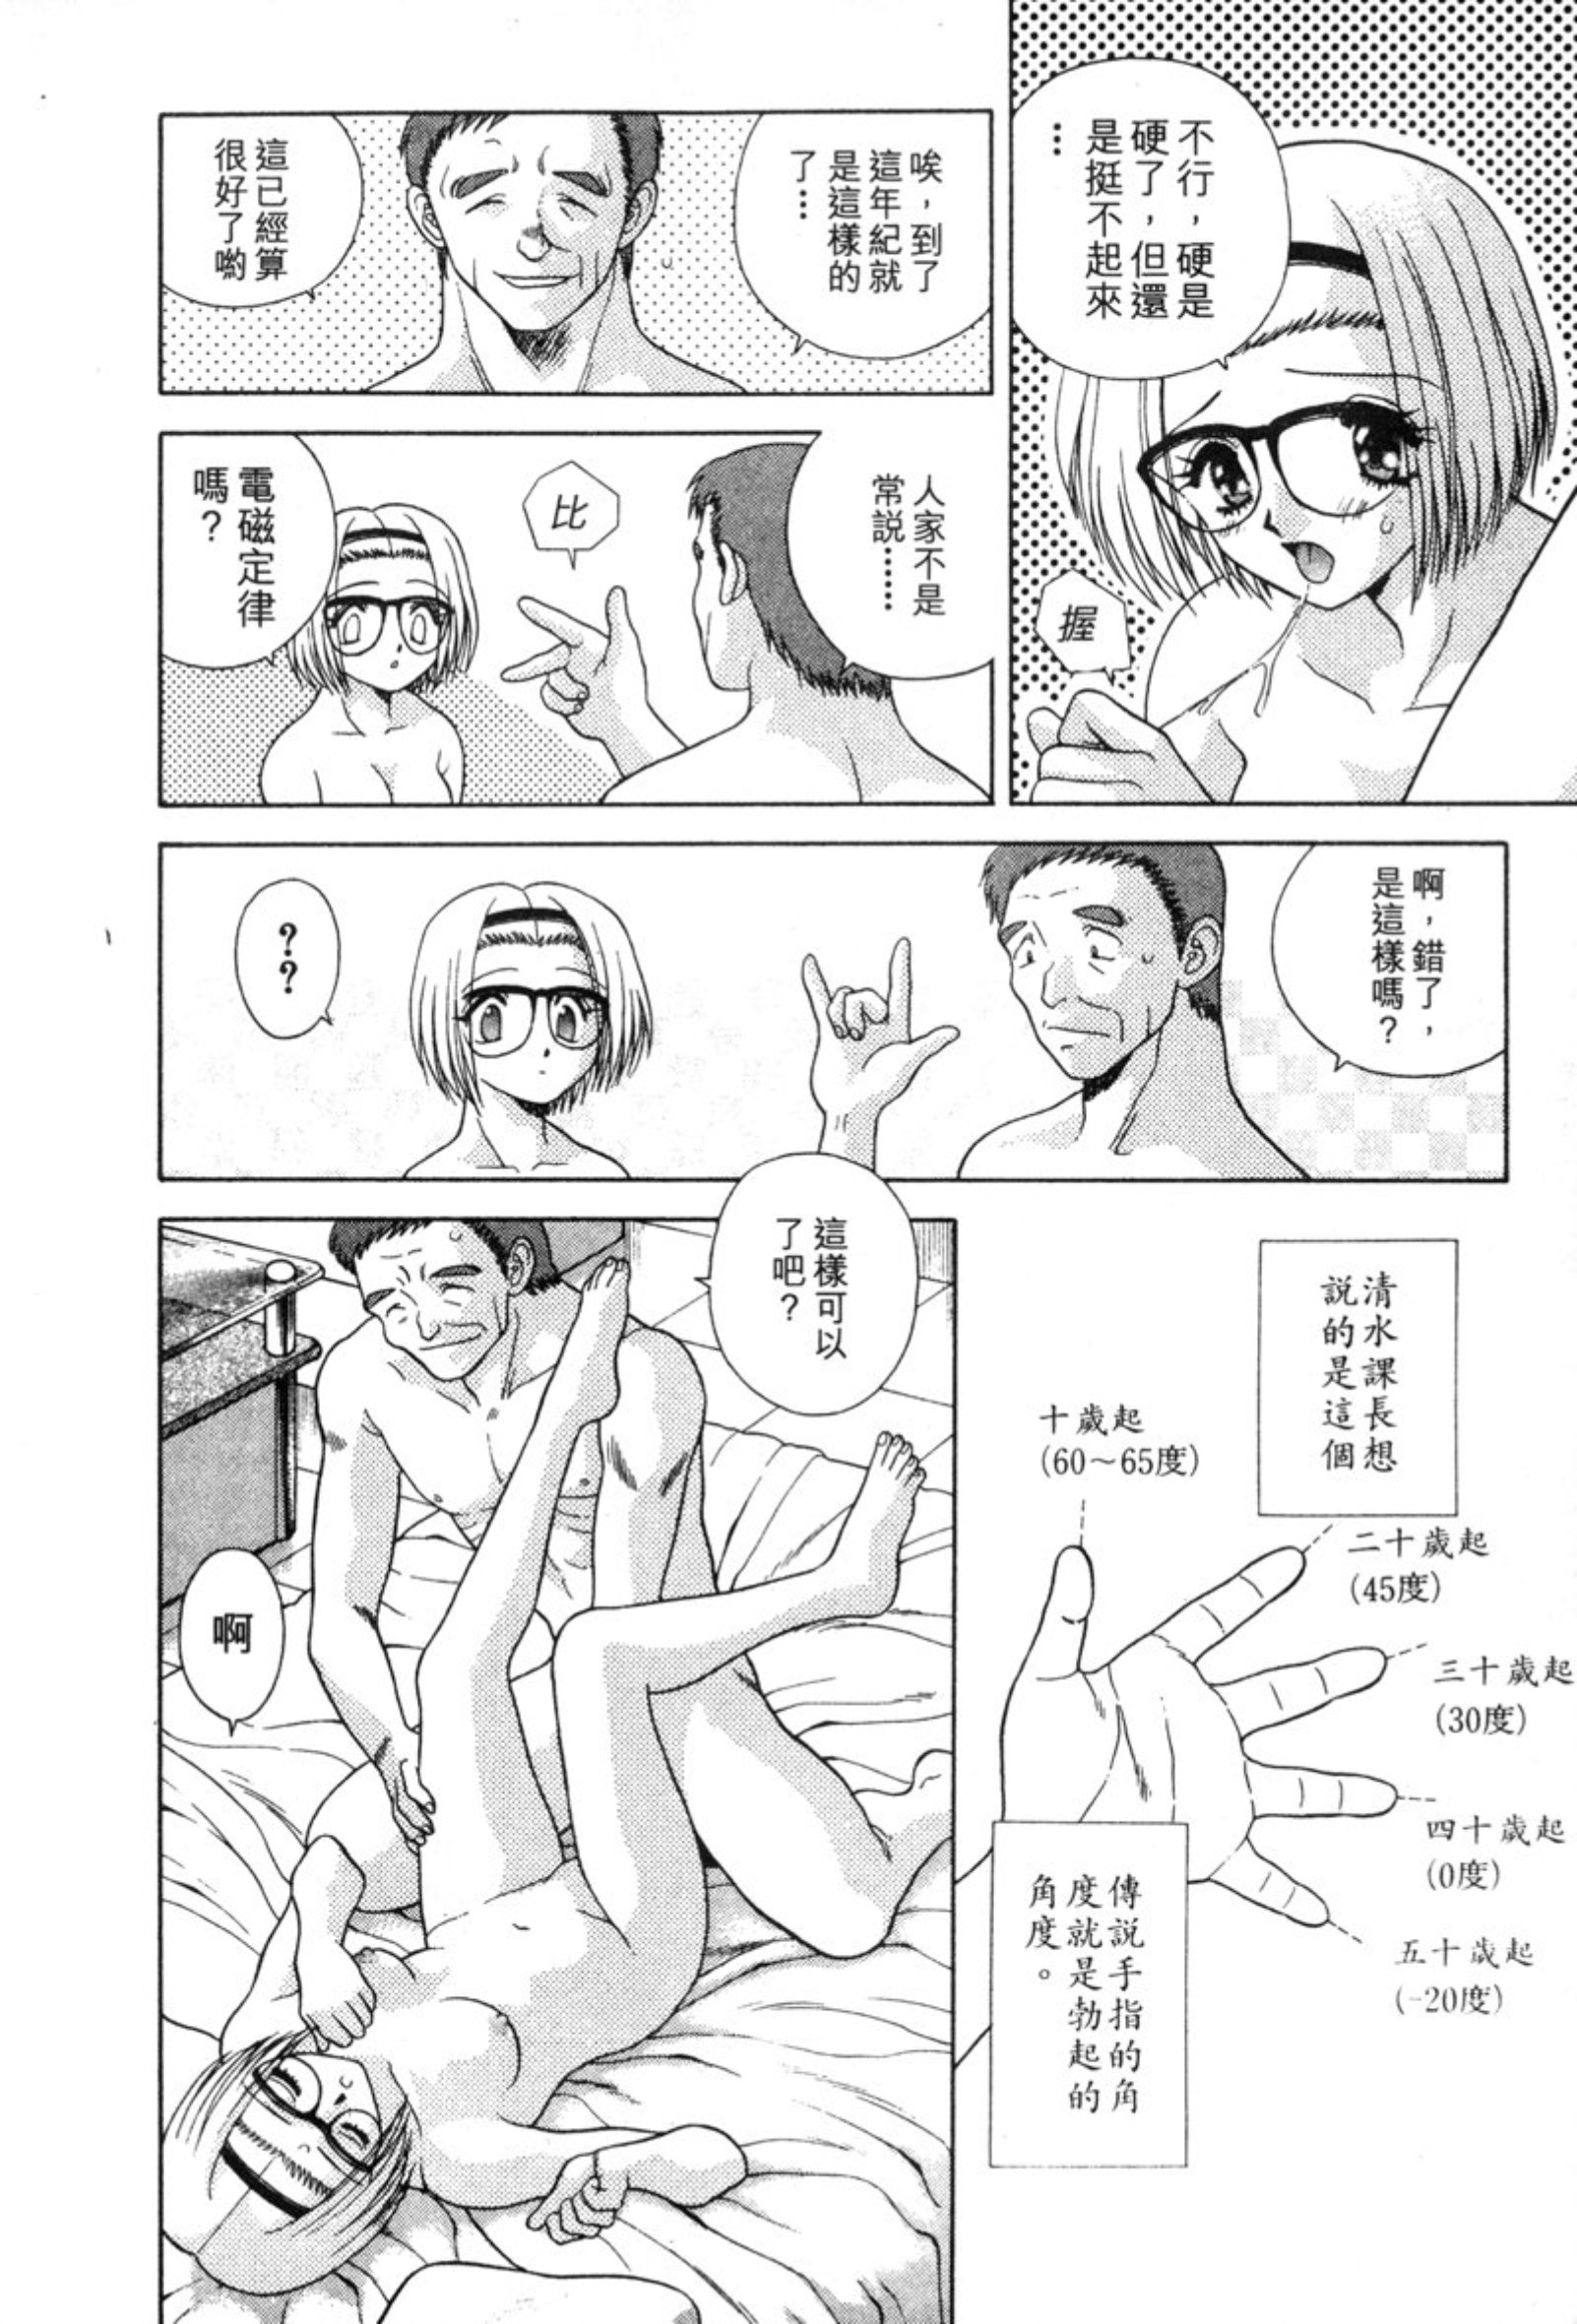 不行，硬是
硬了，但還
是挺不起來
…
握
唉，到了
這年紀就
是這樣的
了…
這已經算
很好了喲
人家不是
常説……
比
電磁定律
嗎？
啊，錯了，
是這樣嗎？
？？
清水課長想
説的是這個
十歲起
(60～65度)
二十歲起
(45度)
三十歲起
(30度)
四十歲起
(0度)
五十歲起
(-20度)
傳説手指的角
度就是勃起的
角度。
這樣可以
了吧？
啊